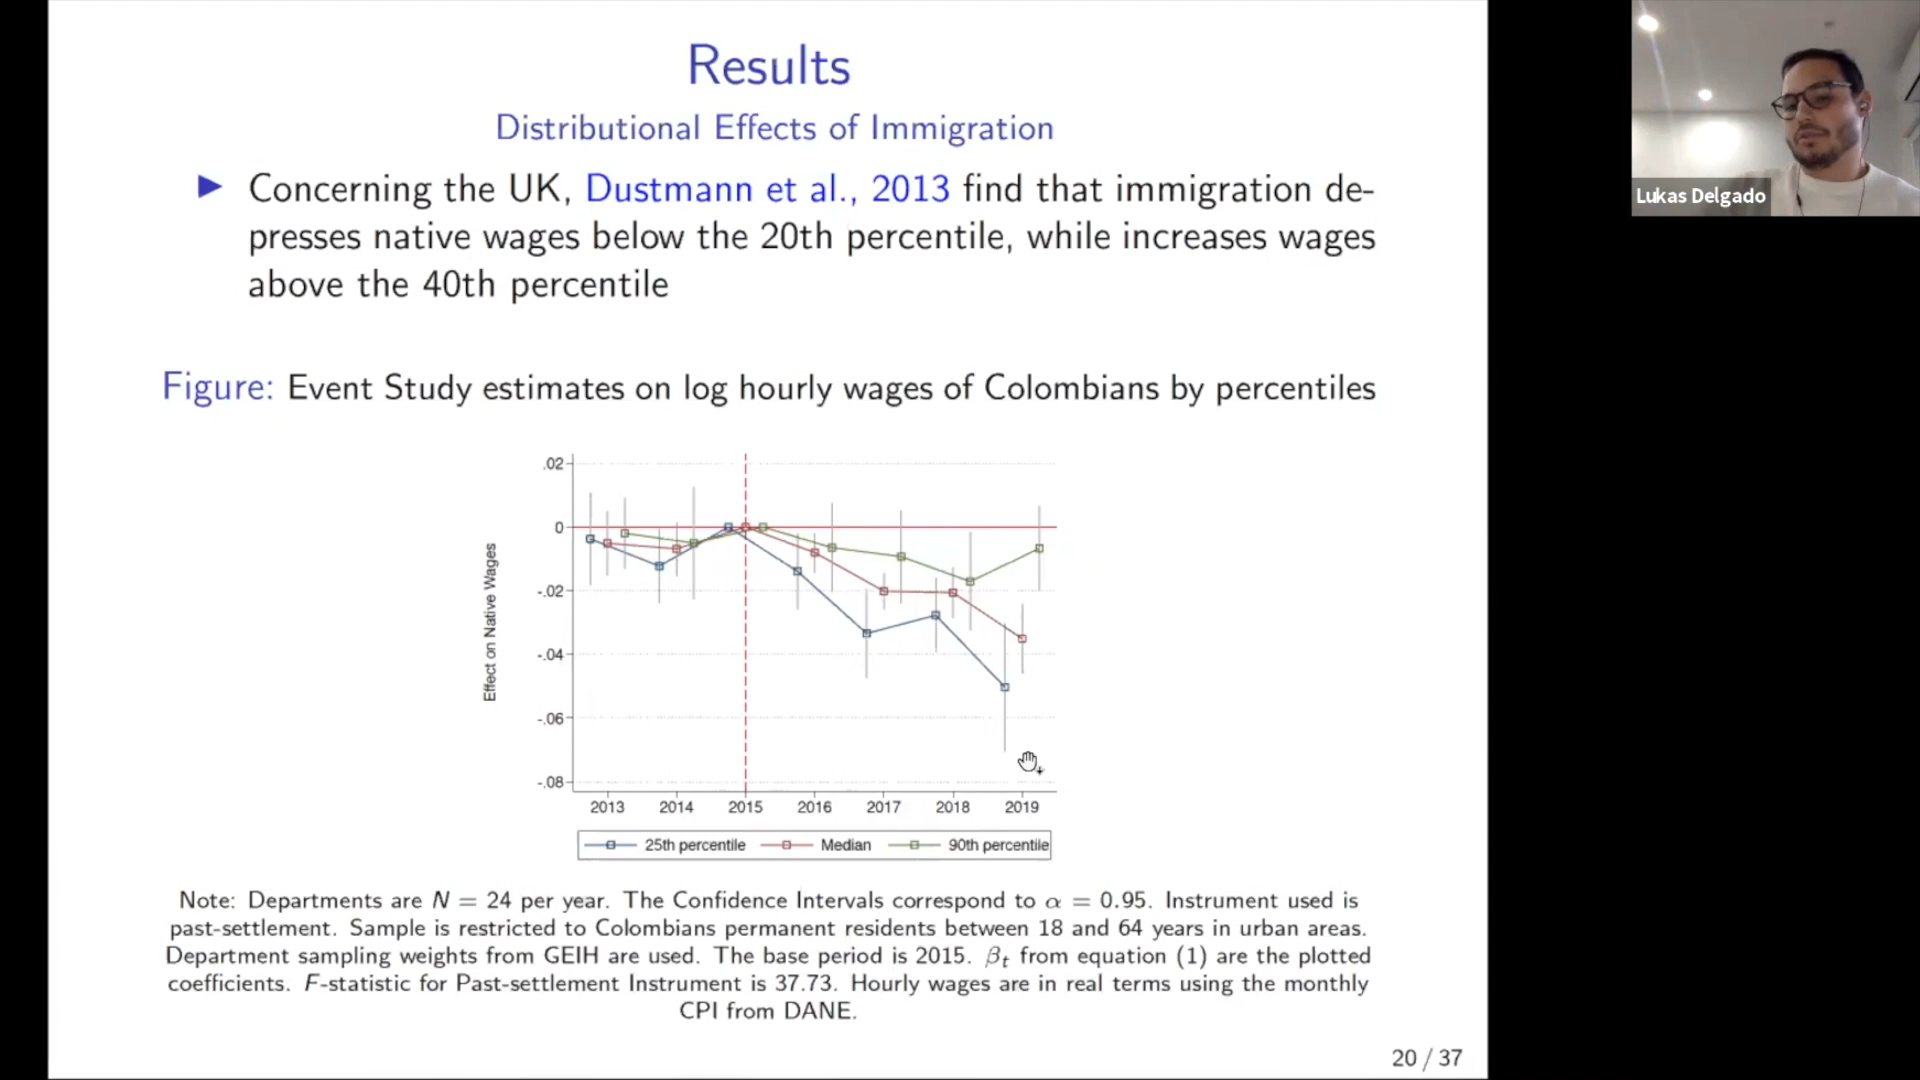 Results
Distributional Effects of Immigration
▶ Concerning the UK, Dustmann et al., 2013 find that immigration de-
presses native wages below the 20th percentile, while increases wages
above the 40th percentile
Figure: Event Study estimates on log hourly wages of Colombians by percentiles
.02
0
-.02
-.04
-.06
-.08
Effect on Native Wages
2013 2014 2015 2016 2017 2018 2019
25th percentile Median 90th percentile
Note: Departments are N = 24 per year. The Confidence Intervals correspond to α = 0.95. Instrument used is
past-settlement. Sample is restricted to Colombians permanent residents between 18 and 64 years in urban areas.
Department sampling weights from GEIH are used. The base period is 2015. βt from equation (1) are the plotted
coefficients. F-statistic for Past-settlement Instrument is 37.73. Hourly wages are in real terms using the monthly
CPI from DANE.
20 / 37
Lukas Delgado